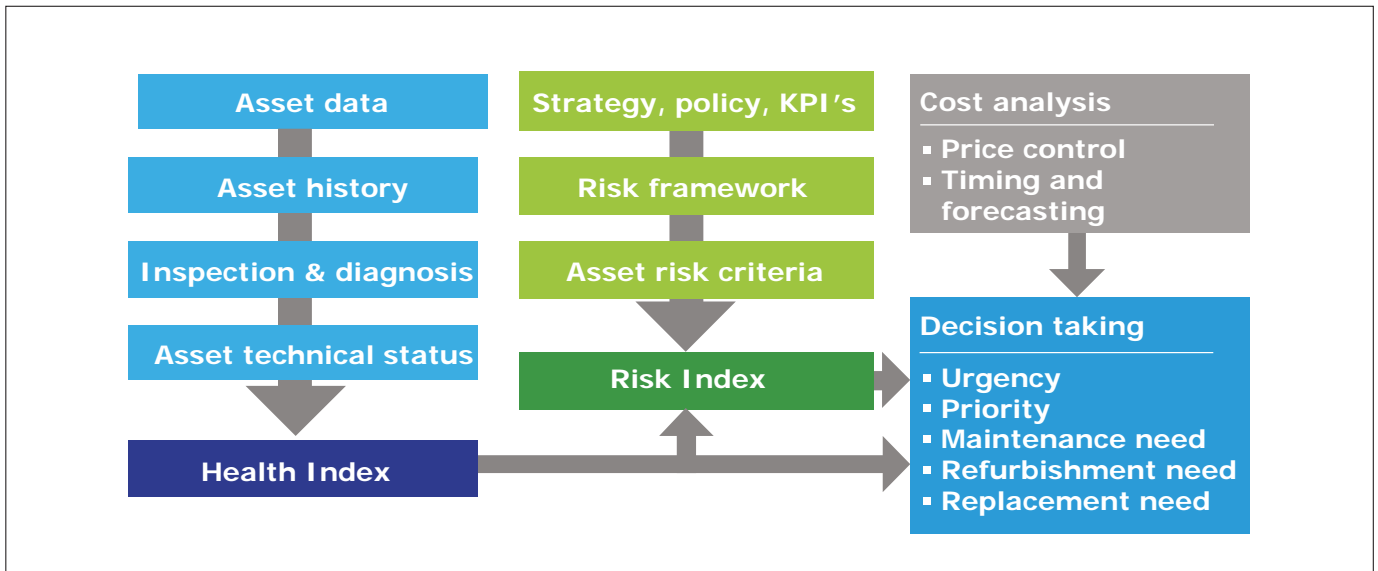 Asset data
Asset history
Inspection & diagnosis
Asset technical status
Health Index
Strategy, policy, KPI's
Risk framework
Asset risk criteria
Risk Index
Cost analysis
▪ Price control
▪ Timing and
forecasting
Decision taking
▪ Urgency
▪ Priority
▪ Maintenance need
▪ Refurbishment need
▪ Replacement need